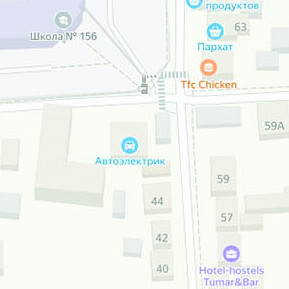 продуктов
Школа № 156
63
Пархат
Tfc Chicken
59А
Автоэлектрик
59
44
57
42
40
Hotel-hostels
Tumar&Bar